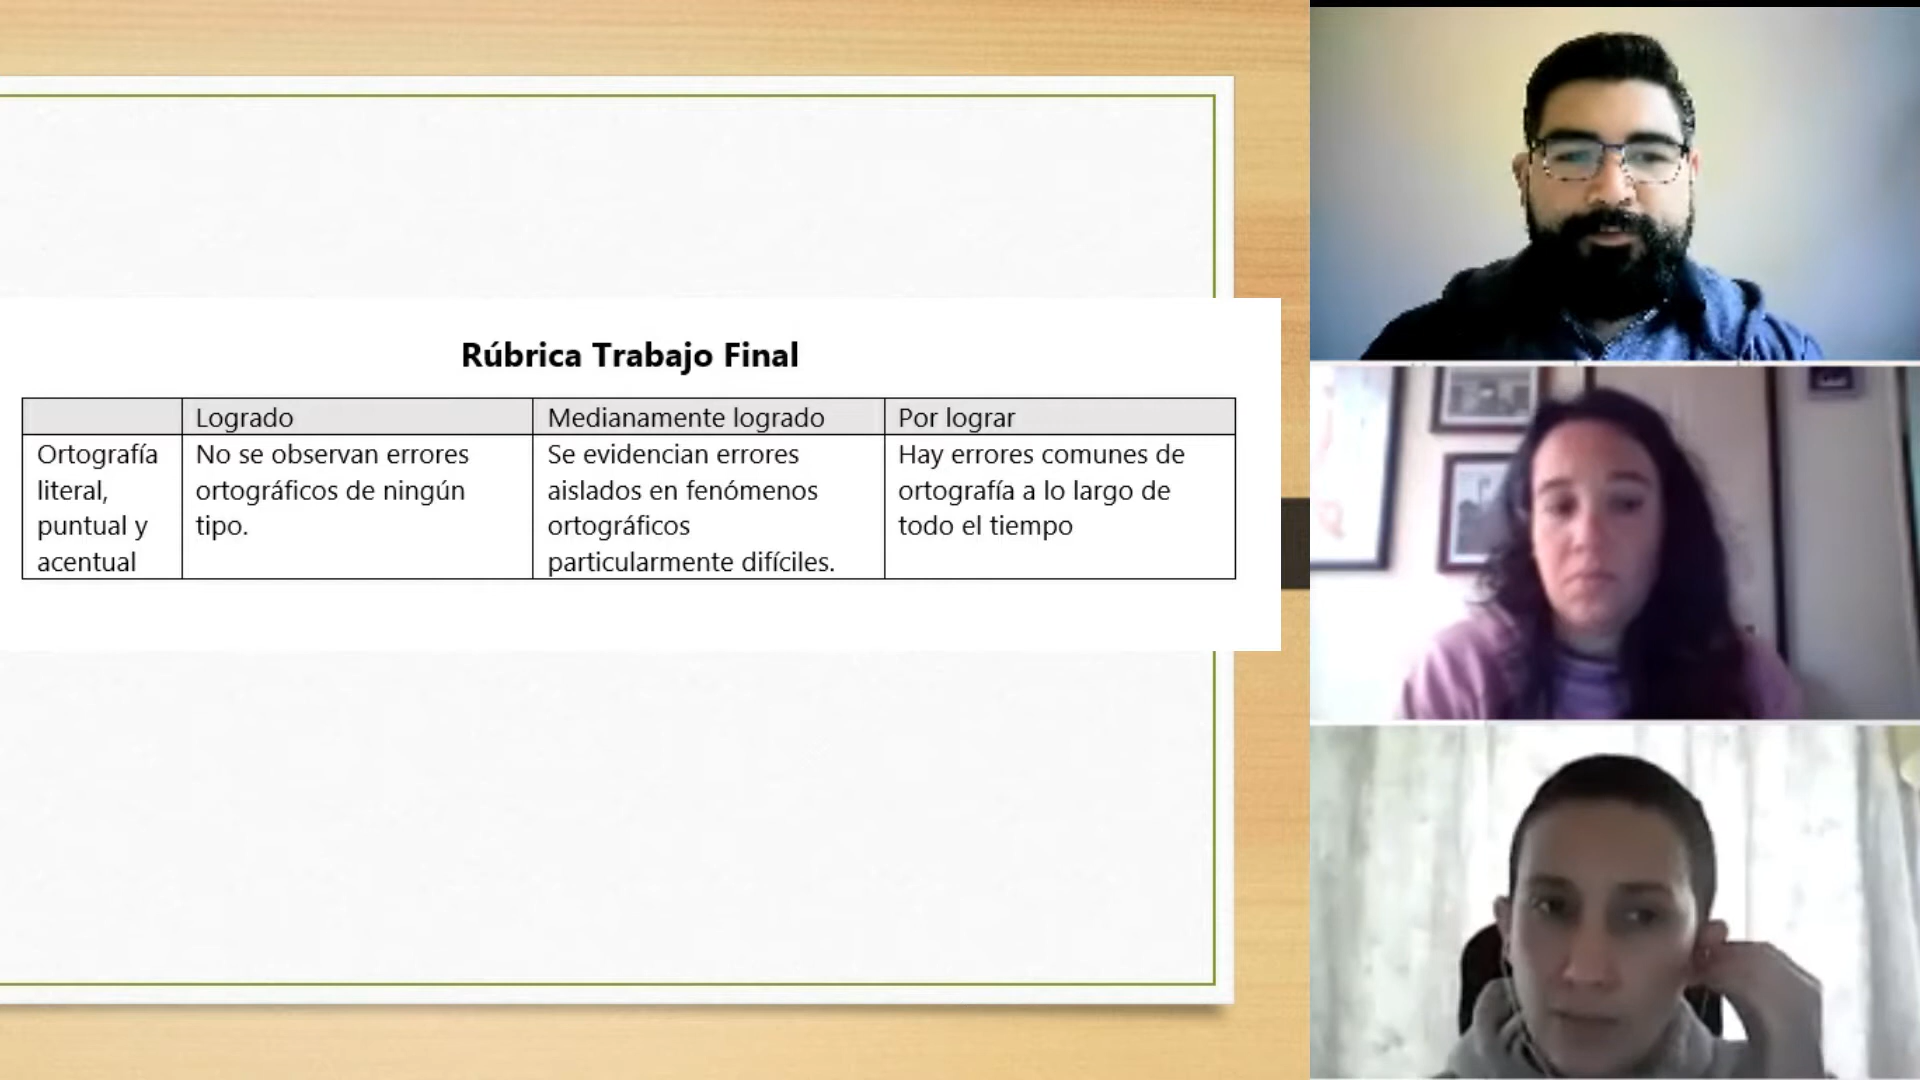 Rúbrica Trabajo Final
Logrado
Medianamente logrado
Por lograr
Ortografía
literal,
puntual y
acentual
No se observan errores
ortográficos de ningún
tipo.
Se evidencian errores
aislados en fenómenos
ortográficos
particularmente difíciles.
Hay errores comunes de
ortografía a lo largo de
todo el tiempo